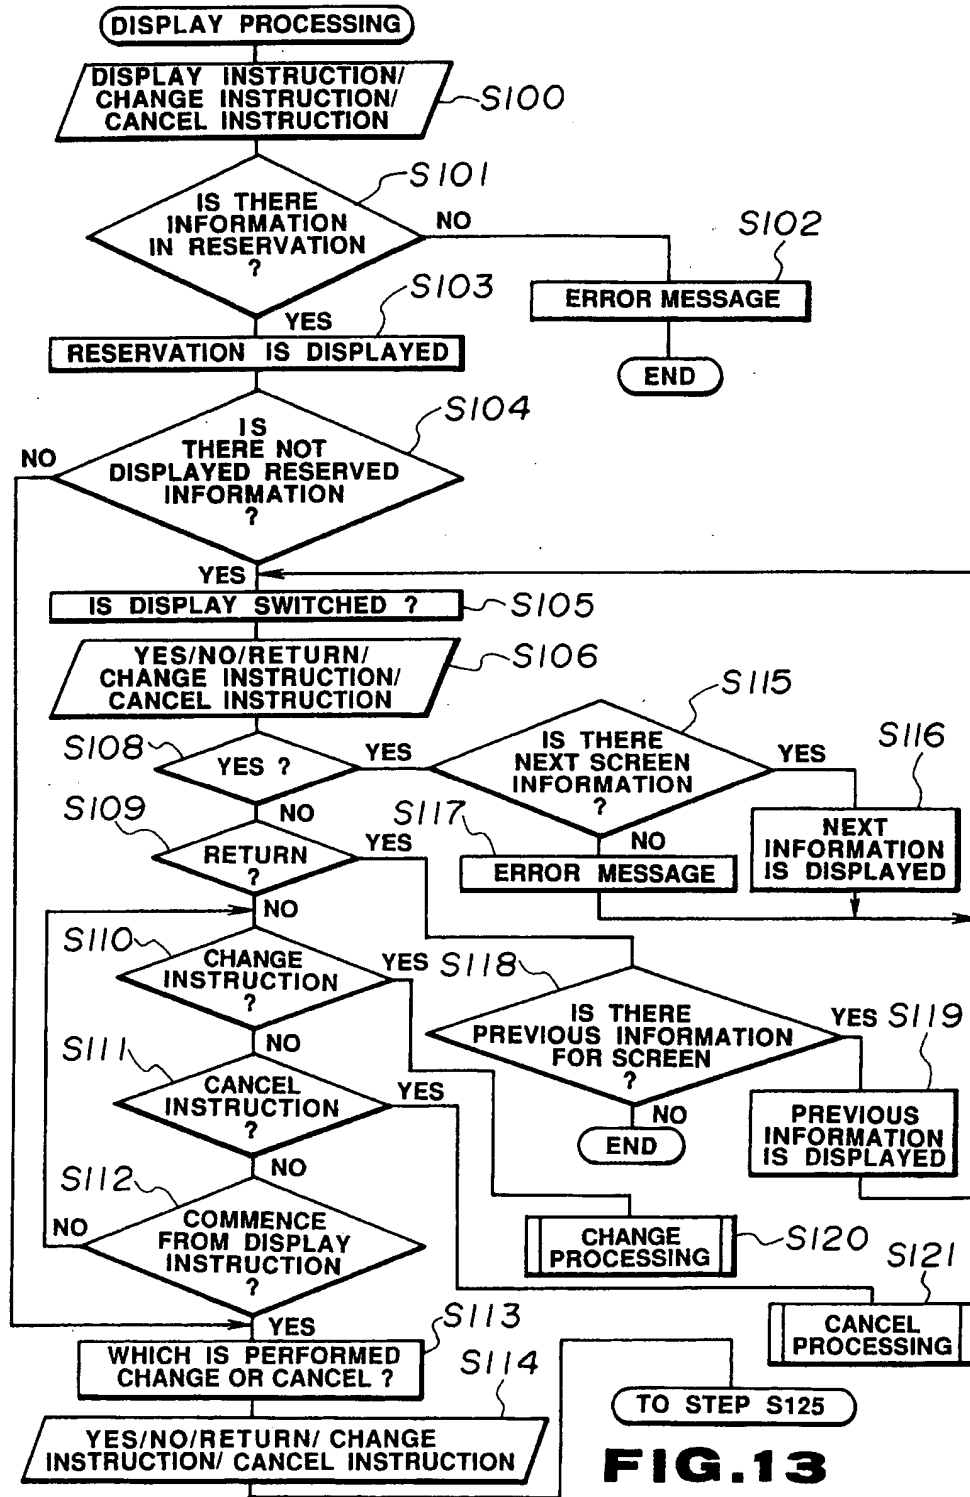 DISPLAY PROCESSING
DISPLAY INSTRUCTION/
CHANGE INSTRUCTION/
CANCEL INSTRUCTION
S100
S101
IS THERE
INFORMATION
IN RESERVATION
?
NO
S102
ERROR MESSAGE
END
S103
YES
RESERVATION IS DISPLAYED
S104
IS
THERE NOT
DISPLAYED RESERVED
INFORMATION
?
NO
YES
IS DISPLAY SWITCHED ?
S105
YES/NO/RETURN/
CHANGE INSTRUCTION/
CANCEL INSTRUCTION
S106
S108
YES ?
YES
NO
S115
IS THERE
NEXT SCREEN
INFORMATION
?
YES
NO
S116
NEXT
INFORMATION
IS DISPLAYED
S117
ERROR MESSAGE
S109
RETURN
?
YES
NO
S110
CHANGE
INSTRUCTION
?
YES
NO
S118
IS THERE
PREVIOUS INFORMATION
FOR SCREEN
?
YES
NO
END
S119
PREVIOUS
INFORMATION
IS DISPLAYED
S111
CANCEL
INSTRUCTION
?
YES
NO
S112
COMMENCE
FROM DISPLAY
INSTRUCTION
?
NO
YES
CHANGE
PROCESSING
S120
S121
CANCEL
PROCESSING
S113
WHICH IS PERFORMED
CHANGE OR CANCEL ?
S114
YES/NO/RETURN/ CHANGE
INSTRUCTION/ CANCEL INSTRUCTION
TO STEP S125
FIG.13